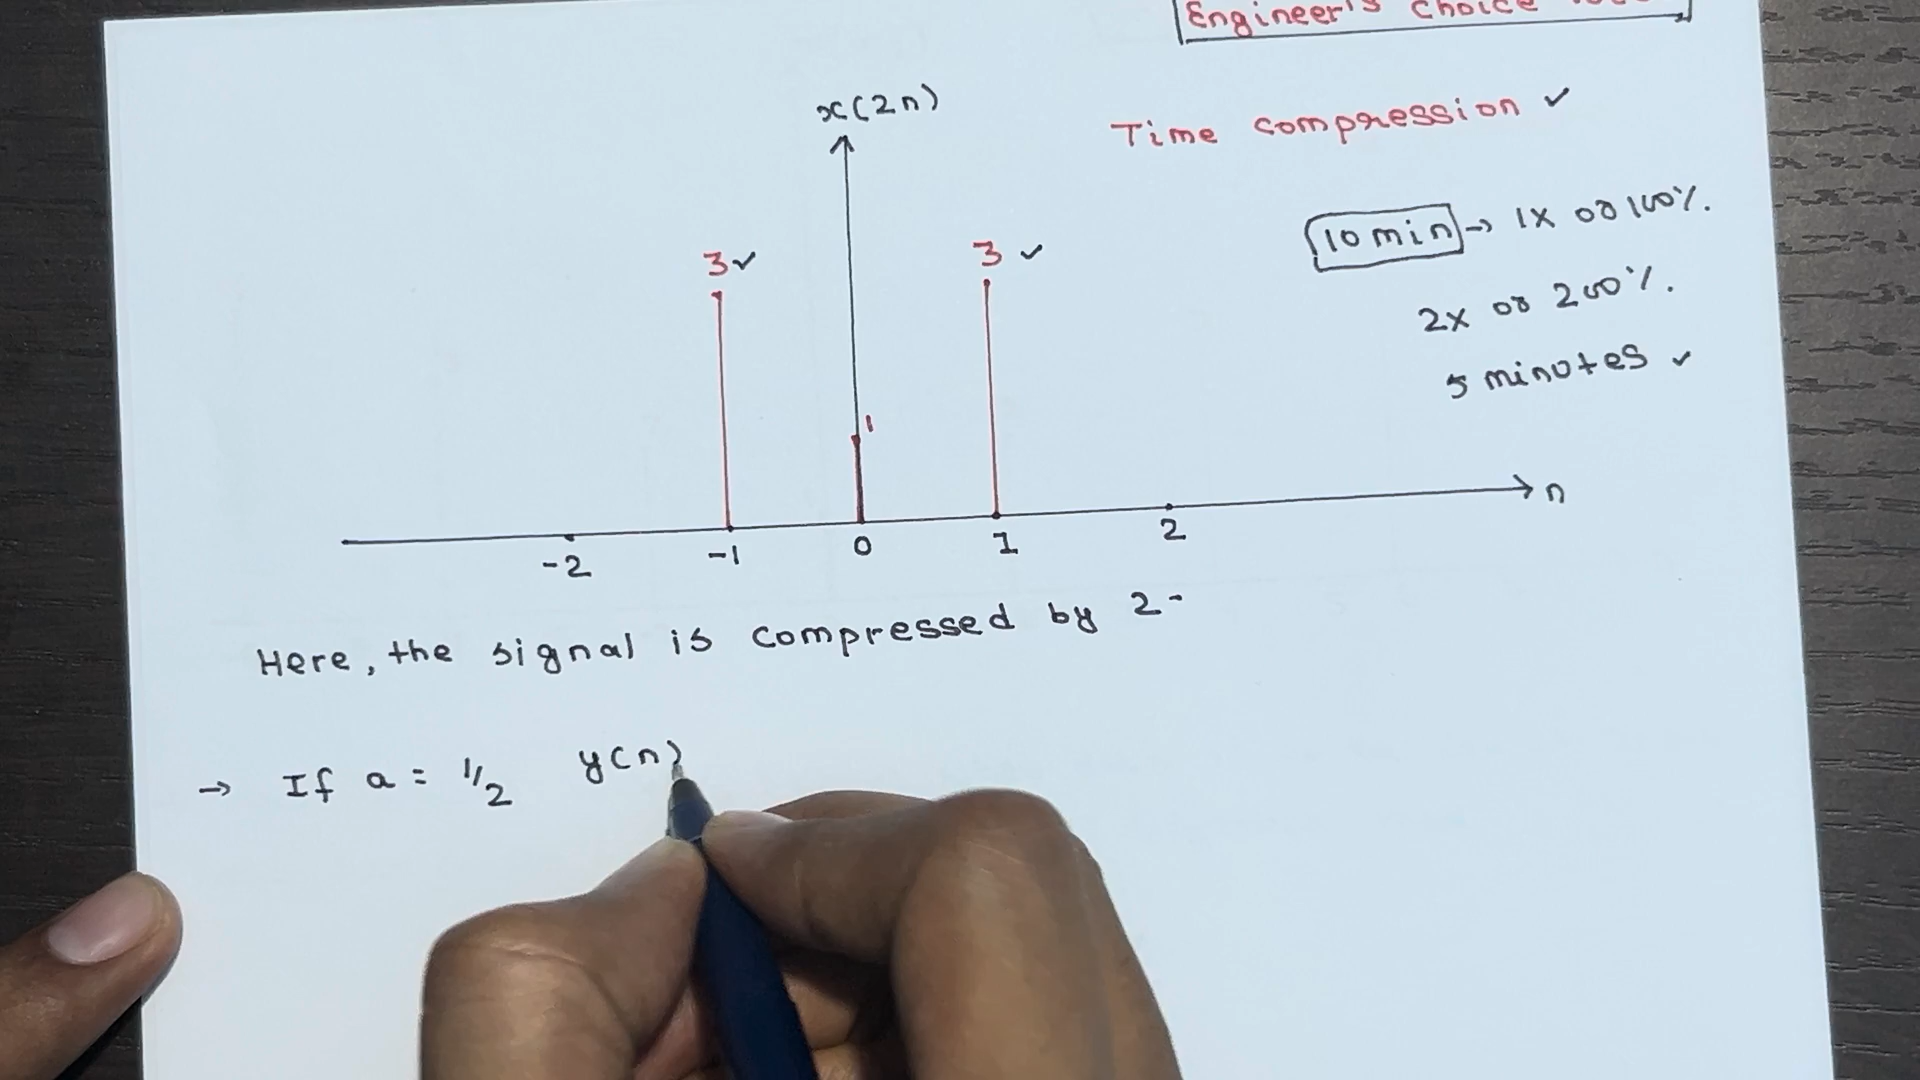 Engineer's Choice
x(2n)
Time compression ✓
10 min → 1X or 100%.
3✓
3 ✓
2X or 200%.
5 minutes ✓
1
n
-2 -1 0 1 2
Here, the signal is compressed by 2-
→ If a = 1/2 y(n)